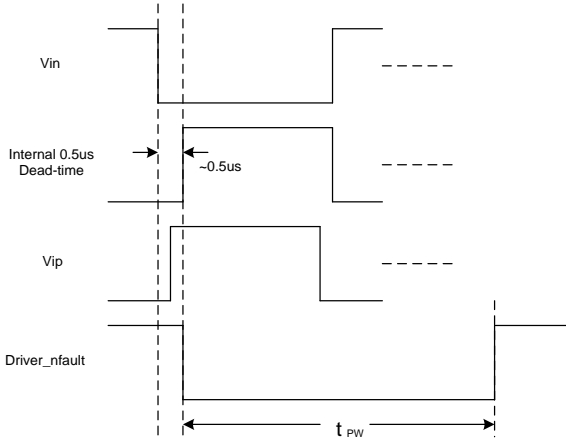 Vin
Internal 0.5us
Dead-time
~0.5us
Vip
Driver_nfault
t PW